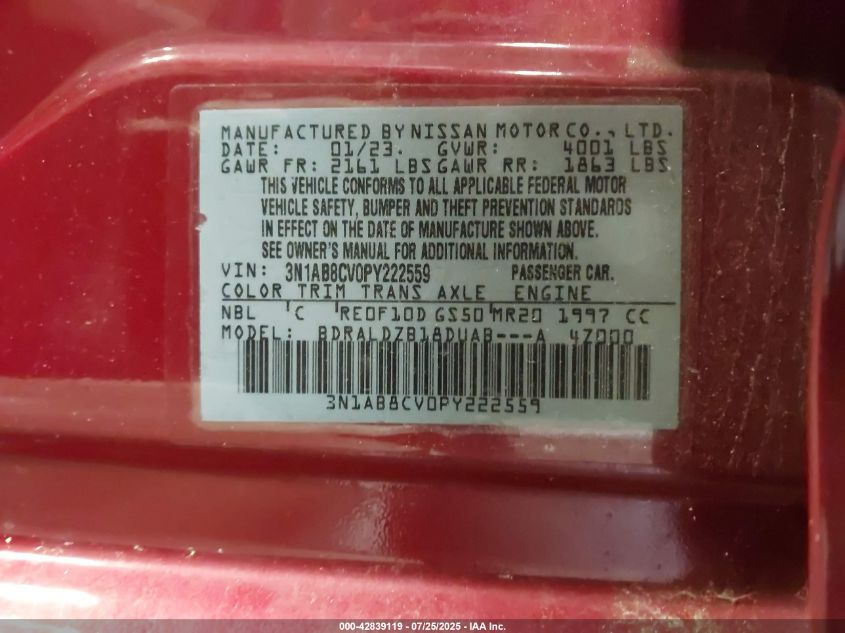 MANUFACTURED BY NISSAN MOTOR CO., LTD.
DATE: 01/23. GVWR: 4001 LBS
GAWR FR: 2161 LBS GAWR RR: 1863 LBS
THIS VEHICLE CONFORMS TO ALL APPLICABLE FEDERAL MOTOR
VEHICLE SAFETY, BUMPER AND THEFT PREVENTION STANDARDS
IN EFFECT ON THE DATE OF MANUFACTURE SHOWN ABOVE.
SEE OWNER'S MANUAL FOR ADDITIONAL INFORMATION.
VIN: 3N1AB8CV0PY222559 PASSENGER CAR.
COLOR TRIM TRANS AXLE ENGINE
NBL 'C 'RE0F10D GS50'MR20 1997 CC
MODEL: BDRALDZB18DUAB---A 4Z000
3N1AB8CV0PY222559
000-42839119 - 07/25/2025 - IAA Inc.